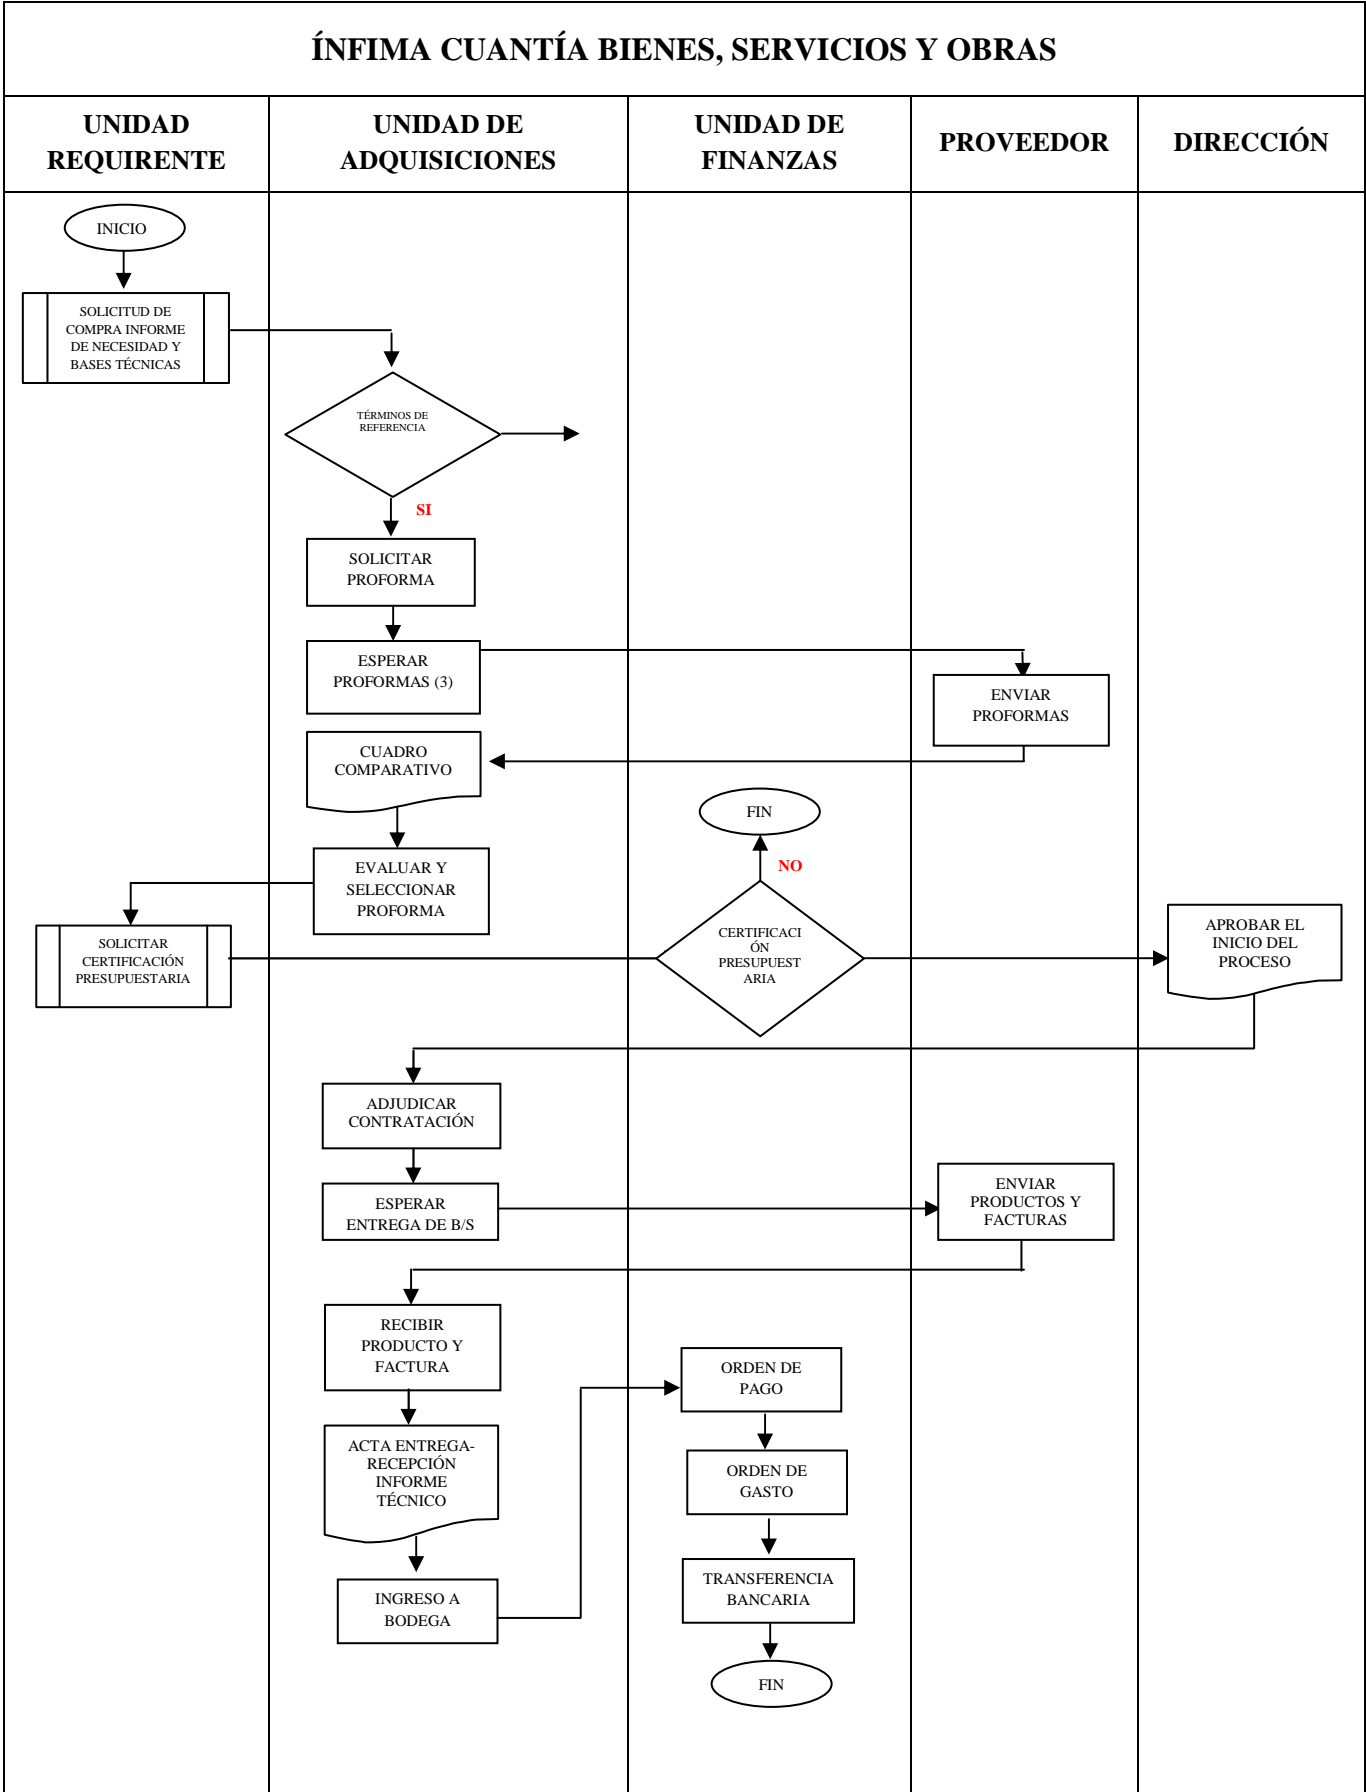 ÍNFIMA CUANTÍA BIENES, SERVICIOS Y OBRAS
UNIDAD
REQUIRENTE
UNIDAD DE
ADQUISICIONES
UNIDAD DE
FINANZAS
PROVEEDOR
DIRECCIÓN
INICIO
SOLICITUD DE
COMPRA INFORME
DE NECESIDAD Y
BASES TÉCNICAS
TÉRMINOS DE
REFERENCIA
SI
SOLICITAR
PROFORMA
ESPERAR
PROFORMAS (3)
ENVIAR
PROFORMAS
CUADRO
COMPARATIVO
FIN
NO
EVALUAR Y
SELECCIONAR
PROFORMA
SOLICITAR
CERTIFICACIÓN
PRESUPUESTARIA
CERTIFICACI
ÓN
PRESUPUEST
ARIA
APROBAR EL
INICIO DEL
PROCESO
ADJUDICAR
CONTRATACIÓN
ESPERAR
ENTREGA DE B/S
ENVIAR
PRODUCTOS Y
FACTURAS
RECIBIR
PRODUCTO Y
FACTURA
ORDEN DE
PAGO
ACTA ENTREGA-
RECEPCIÓN
INFORME
TÉCNICO
ORDEN DE
GASTO
INGRESO A
BODEGA
TRANSFERENCIA
BANCARIA
FIN